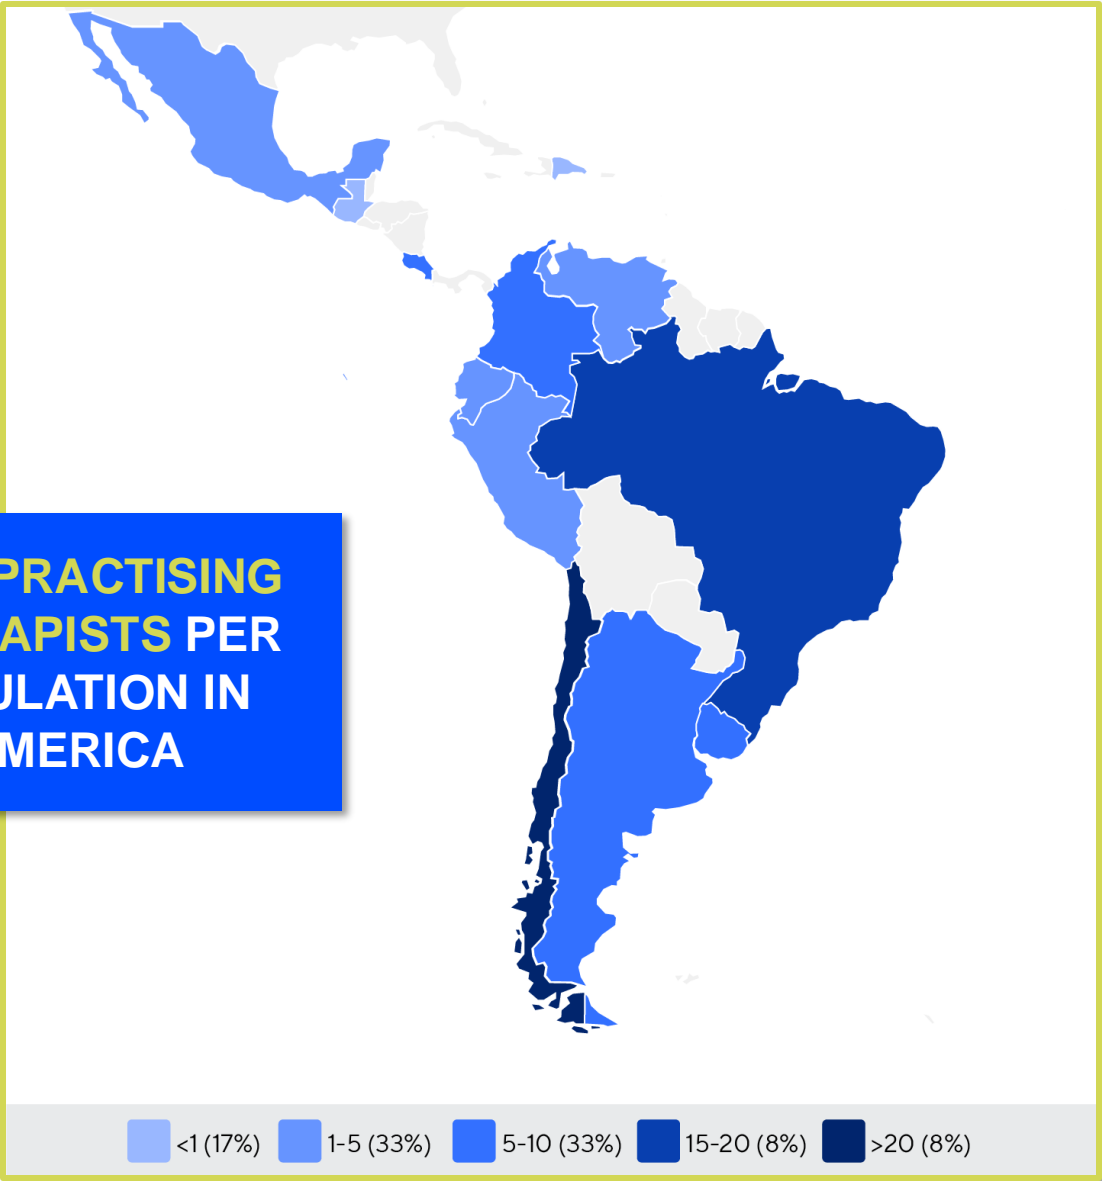 PRACTISING
APISTS PER
ULATION IN
MERICA
<1 (17%) 1-5 (33%) 5-10 (33%) 15-20 (8%) >20 (8%)